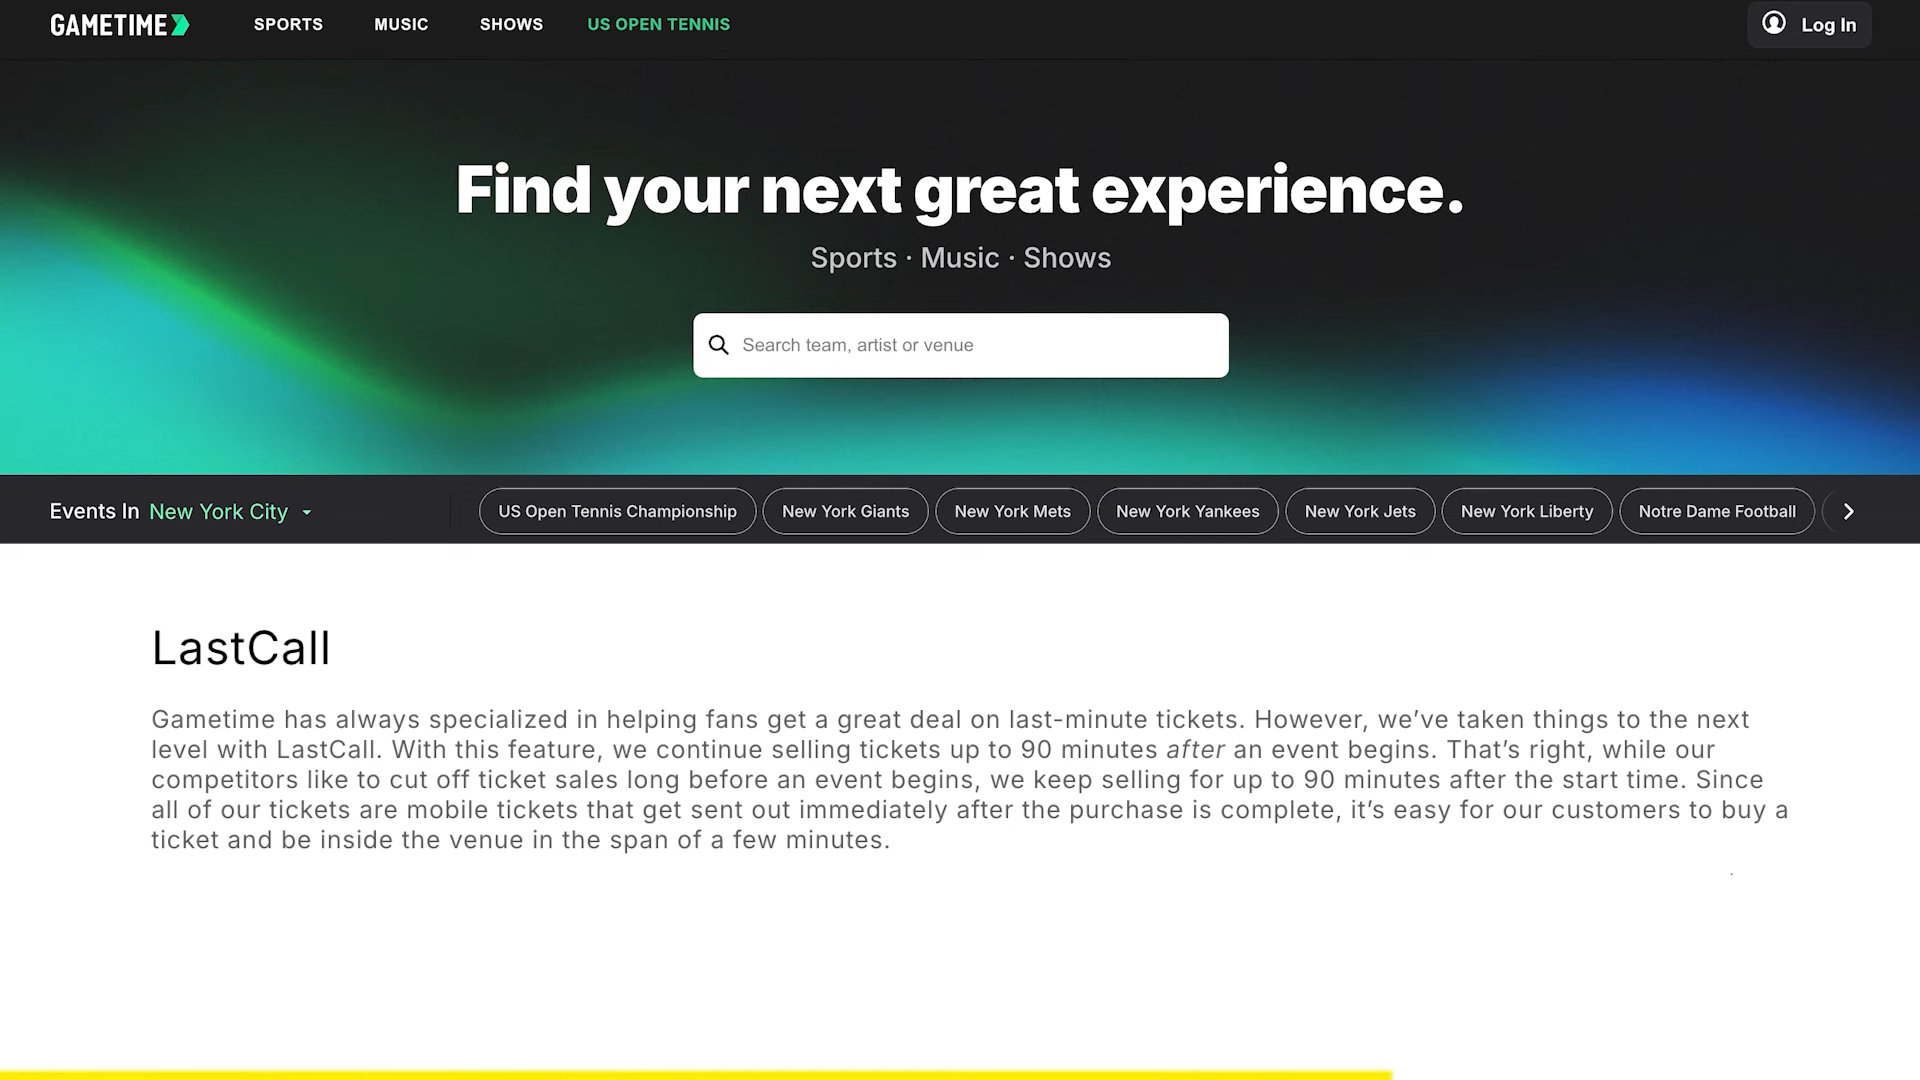 GAMETIME
SPORTS
MUSIC
SHOWS
US OPEN TENNIS
Log In
Find your next great experience.
Sports · Music · Shows
Search team, artist or venue
Events In New York City
US Open Tennis Championship
New York Giants
New York Mets
New York Yankees
New York Jets
New York Liberty
Notre Dame Football
LastCall
Gametime has always specialized in helping fans get a great deal on last-minute tickets. However, we’ve taken things to the next
level with LastCall. With this feature, we continue selling tickets up to 90 minutes after an event begins. That’s right, while our
competitors like to cut off ticket sales long before an event begins, we keep selling for up to 90 minutes after the start time. Since
all of our tickets are mobile tickets that get sent out immediately after the purchase is complete, it’s easy for our customers to buy a
ticket and be inside the venue in the span of a few minutes.